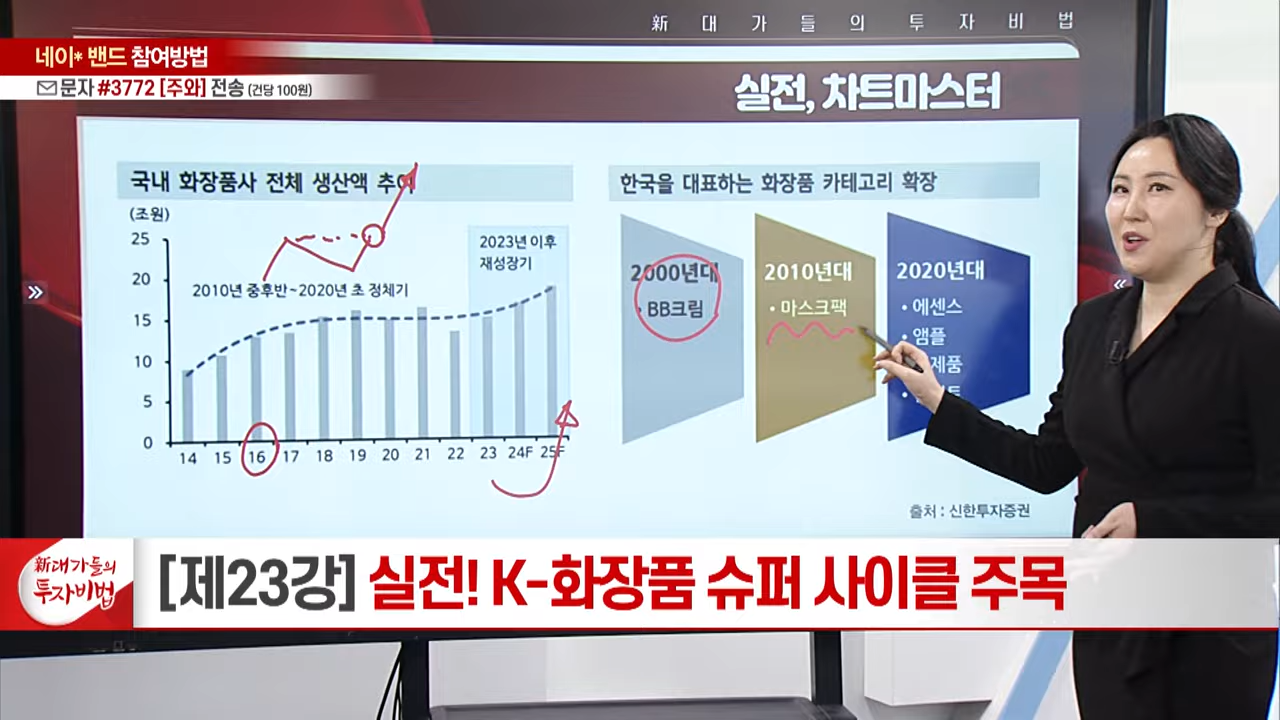 新 대 가 들 의 투 자 비 법
네이* 밴드 참여방법
문자 #3772 [주와] 전송 (건당 100원)
실전, 차트마스터
국내 화장품사 전체 생산액 추이
(조원)
25
20
15
10
5
0
2010년 중후반~2020년 초 정체기
2023년 이후
재성장기
14 15 16 17 18 19 20 21 22 23 24F 25F
한국을 대표하는 화장품 카테고리 확장
2000년대
• BB크림
2010년대
• 마스크팩
2020년대
• 에센스
• 앰플
제품
출처 : 신한투자증권
新대가들의
투자비법
[제23강] 실전! K-화장품 슈퍼 사이클 주목